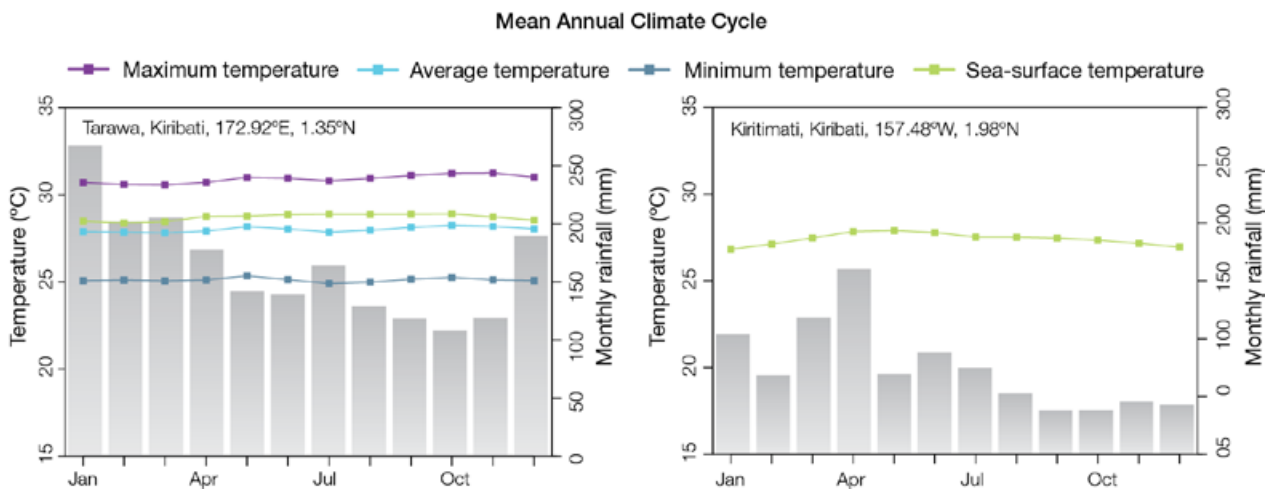 Mean Annual Climate Cycle
Maximum temperature Average temperature Minimum temperature Sea-surface temperature
Tarawa, Kiribati, 172.92ºE, 1.35ºN
Temperature (ºC)
35
30
25
20
15
Monthly rainfall (mm)
300
250
200
150
100
50
0
Jan Apr Jul Oct
Kiritimati, Kiribati, 157.48ºW, 1.98ºN
Temperature (ºC)
35
30
25
20
15
Monthly rainfall (mm)
300
250
200
150
100
0
05
Jan Apr Jul Oct